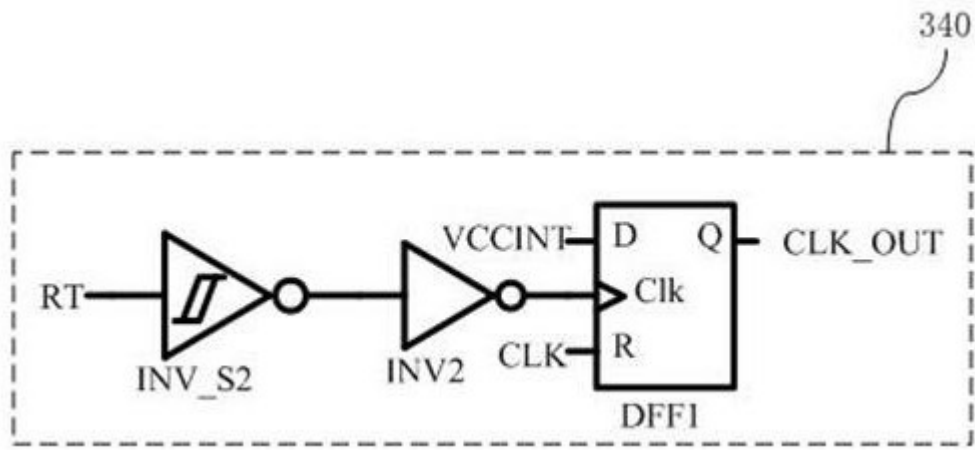 340
VCCINT
D
Q
CLK_OUT
RT
Clk
CLK
R
INV_S2
INV2
DFF1